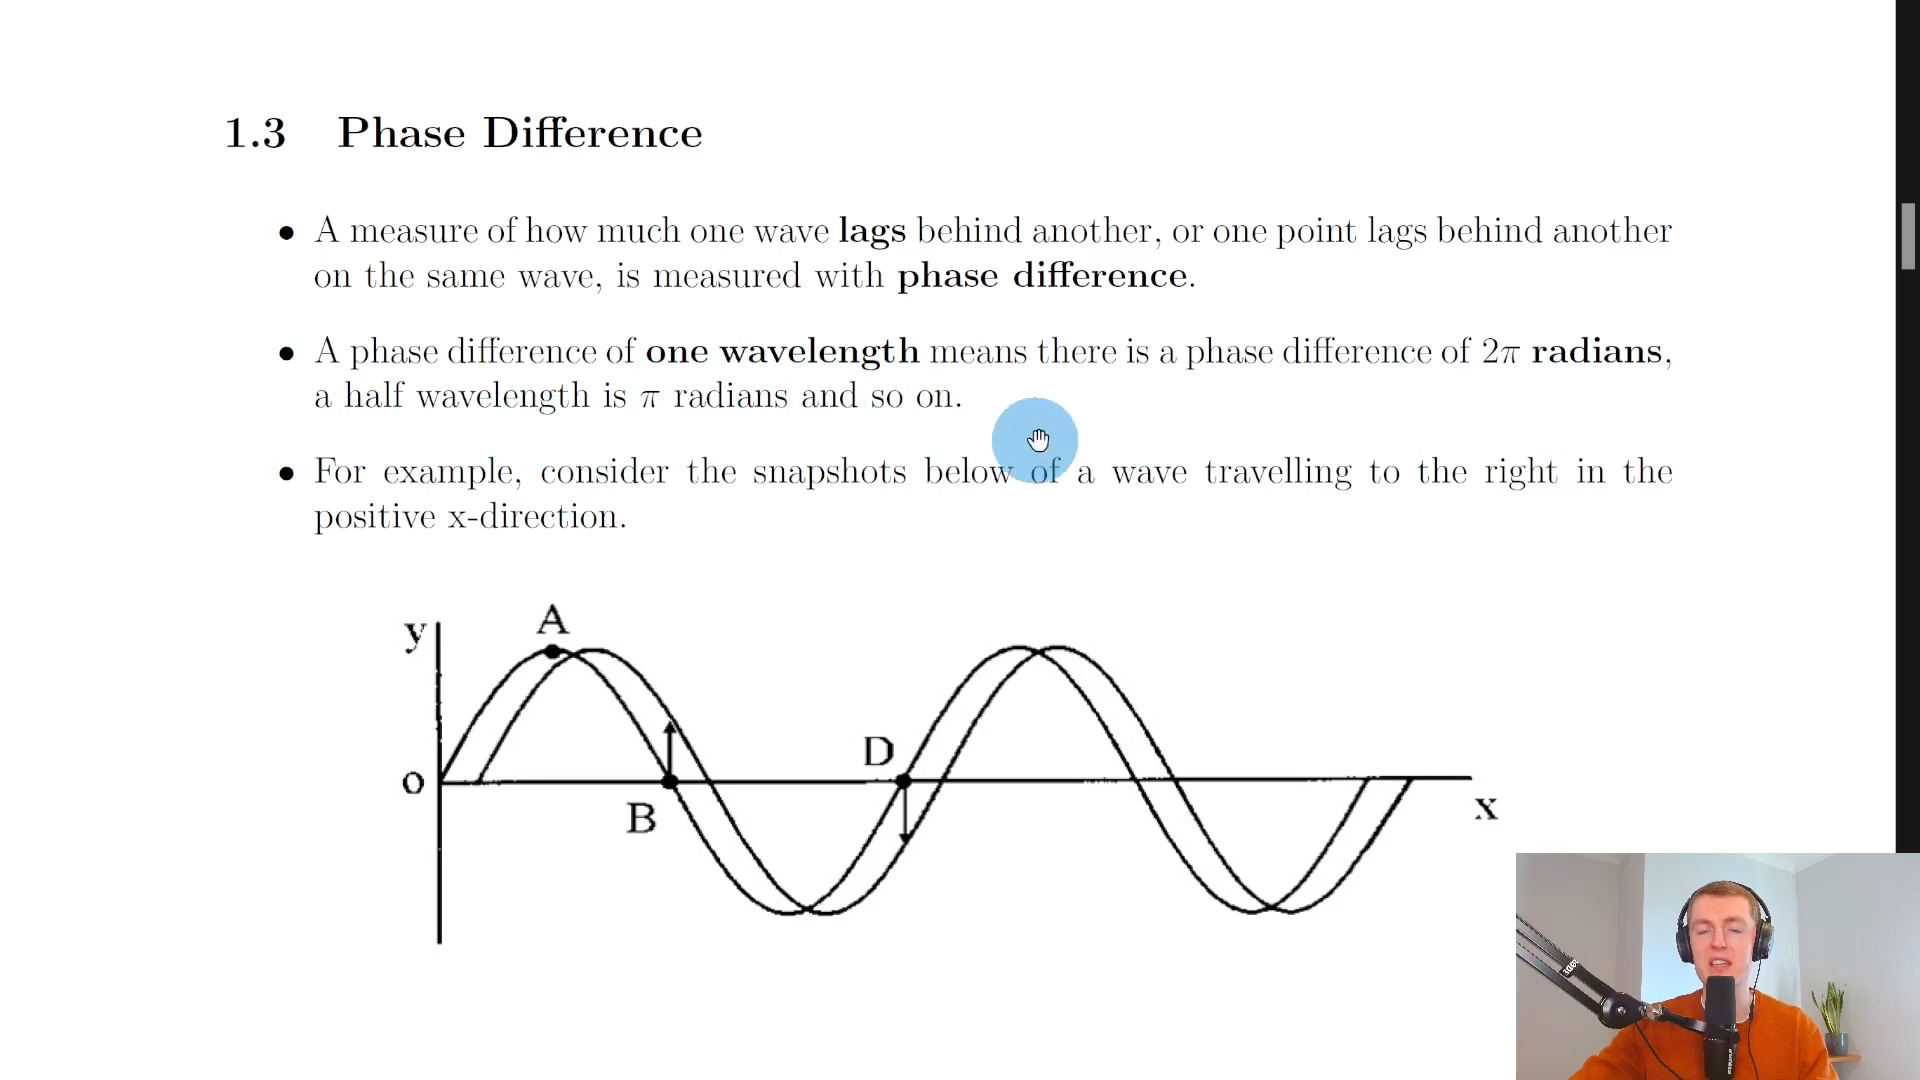 1.3 Phase Difference
• A measure of how much one wave lags behind another, or one point lags behind another
on the same wave, is measured with phase difference.
• A phase difference of one wavelength means there is a phase difference of 2π radians,
a half wavelength is π radians and so on.
• For example, consider the snapshots below of a wave travelling to the right in the
positive x-direction.
A
y
D
O
B
x